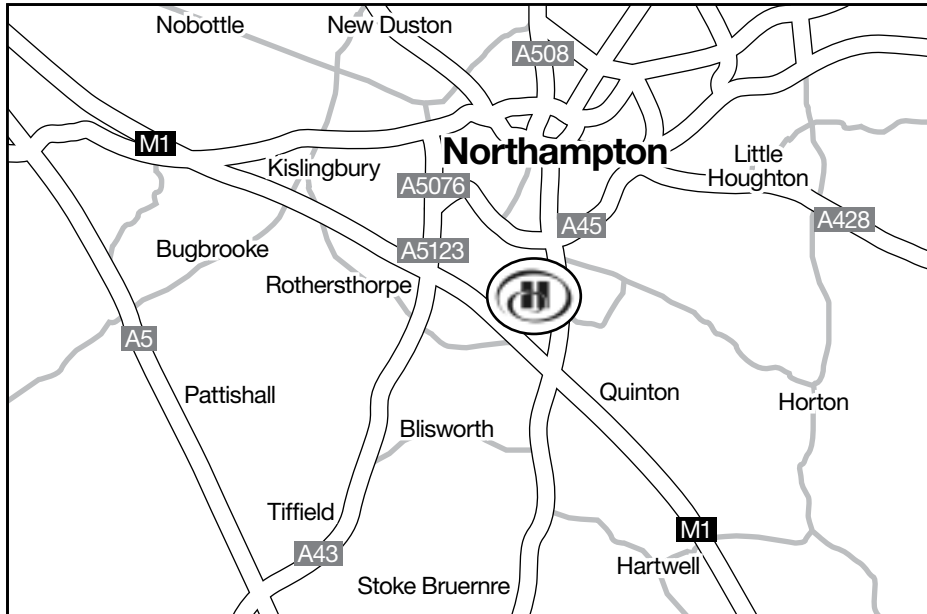 Nobottle
New Duston
A508
M1
Northampton
Kislingbury
Little
Houghton
A5076
A45
A428
Bugbrooke
A5123
Rothersthorpe
H
A5
Pattishall
Quinton
Horton
Blisworth
Tiffield
M1
A43
Hartwell
Stoke Bruernre